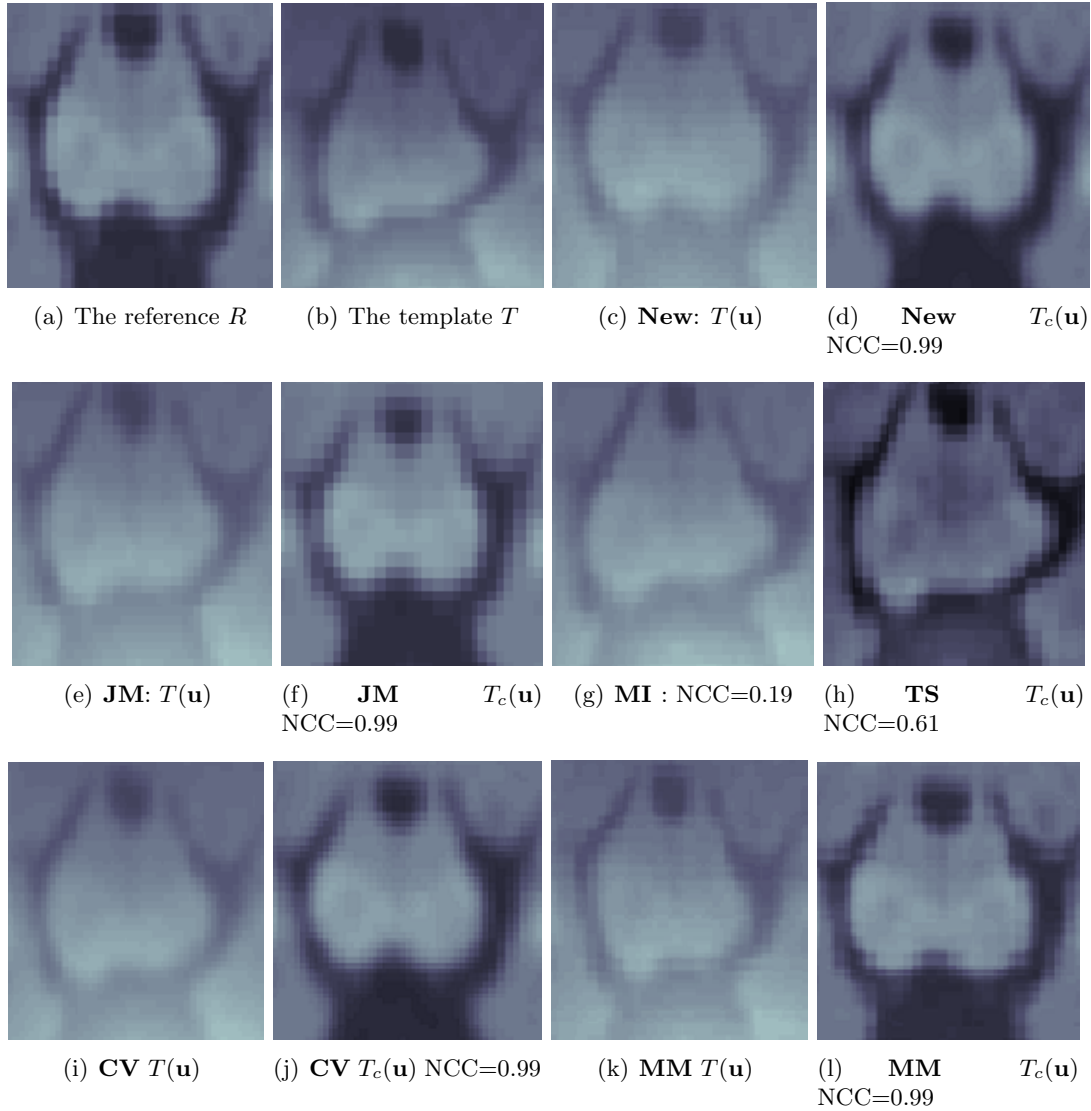 (a) The reference R
(b) The template T
(c) New: T(u)
(d) New T_c(u)
NCC=0.99
(e) JM: T(u)
(f) JM T_c(u)
NCC=0.99
(g) MI : NCC=0.19
(h) TS T_c(u)
NCC=0.61
(i) CV T(u)
(j) CV T_c(u) NCC=0.99
(k) MM T(u)
(l) MM T_c(u)
NCC=0.99